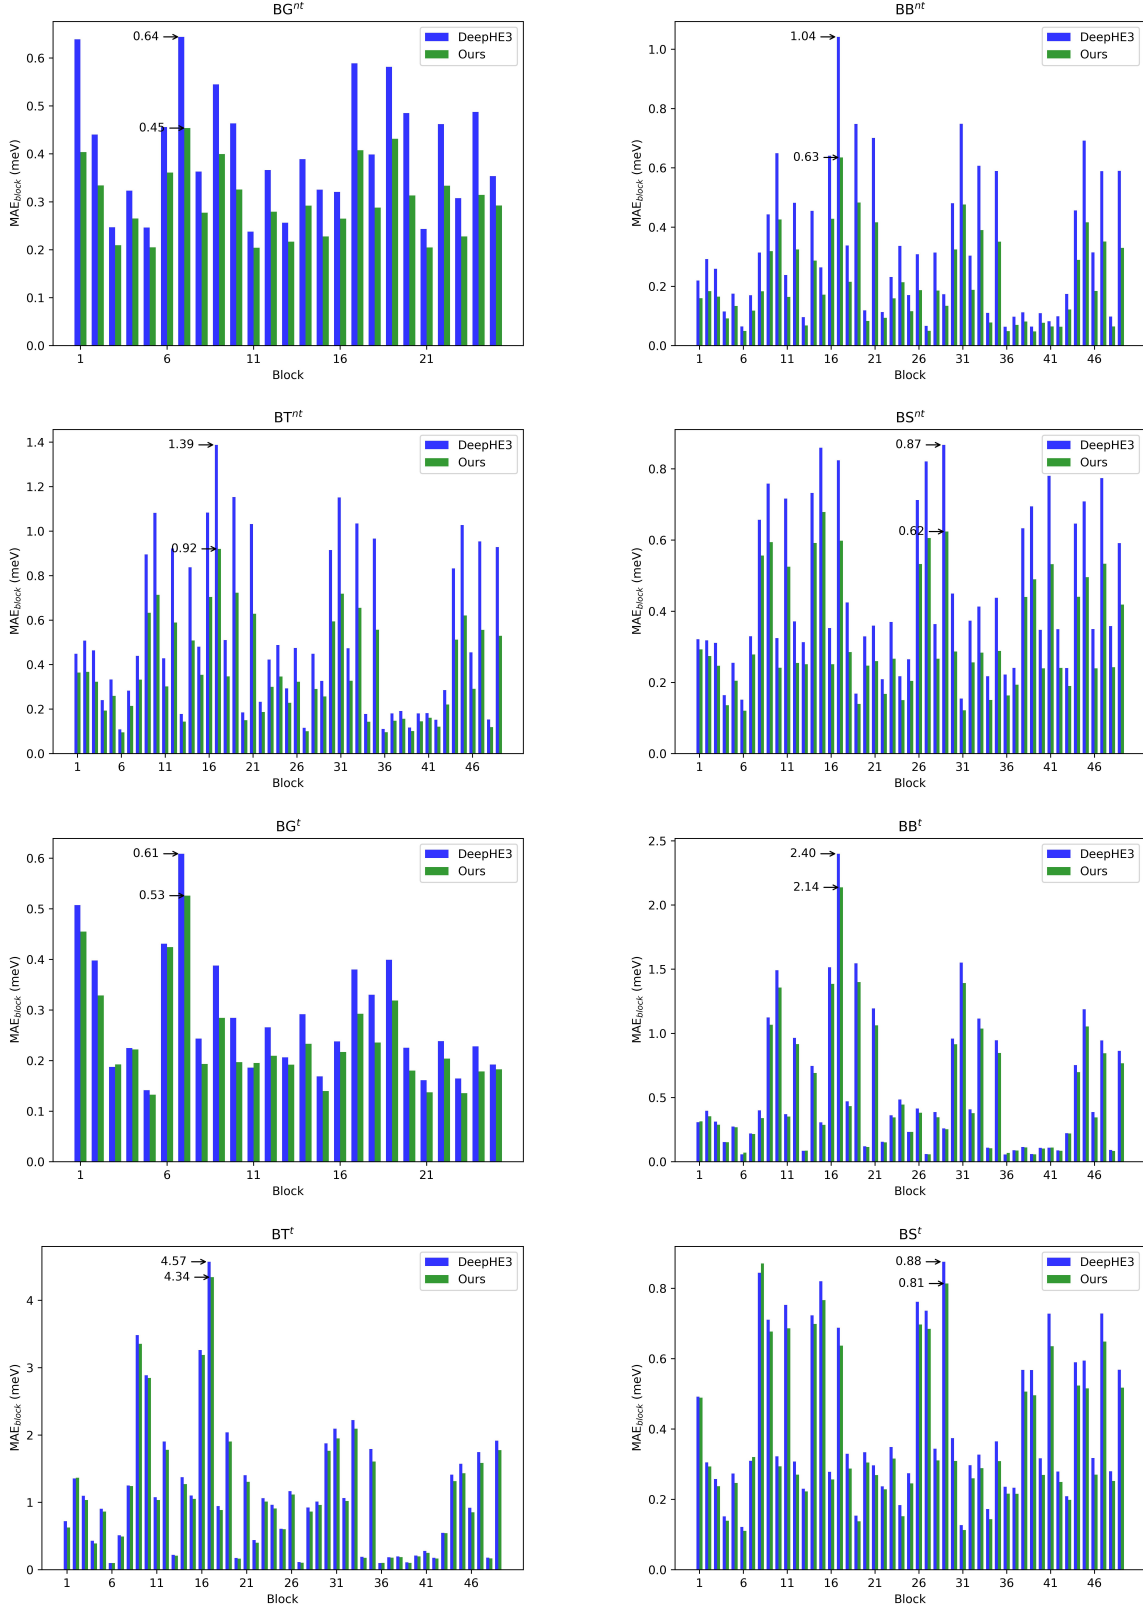 BG^nt
0.64
0.45
DeepHE3
Ours
MAE_block (meV)
0.6
0.5
0.4
0.3
0.2
0.1
0.0
1 6 11 16 21
Block
BB^nt
1.04
0.63
DeepHE3
Ours
MAE_block (meV)
1.0
0.8
0.6
0.4
0.2
0.0
1 6 11 16 21 26 31 36 41 46
Block
BT^nt
1.39
0.92
DeepHE3
Ours
MAE_block (meV)
1.4
1.2
1.0
0.8
0.6
0.4
0.2
0.0
1 6 11 16 21 26 31 36 41 46
Block
BS^nt
0.87
0.62
DeepHE3
Ours
MAE_block (meV)
0.8
0.6
0.4
0.2
0.0
1 6 11 16 21 26 31 36 41 46
Block
BG^t
0.61
0.53
DeepHE3
Ours
MAE_block (meV)
0.6
0.5
0.4
0.3
0.2
0.1
0.0
1 6 11 16 21
Block
BB^t
2.40
2.14
DeepHE3
Ours
MAE_block (meV)
2.5
2.0
1.5
1.0
0.5
0.0
1 6 11 16 21 26 31 36 41 46
Block
BT^t
4.57
4.34
DeepHE3
Ours
MAE_block (meV)
4
3
2
1
0
1 6 11 16 21 26 31 36 41 46
Block
BS^t
0.88
0.81
DeepHE3
Ours
MAE_block (meV)
0.8
0.6
0.4
0.2
0.0
1 6 11 16 21 26 31 36 41 46
Block